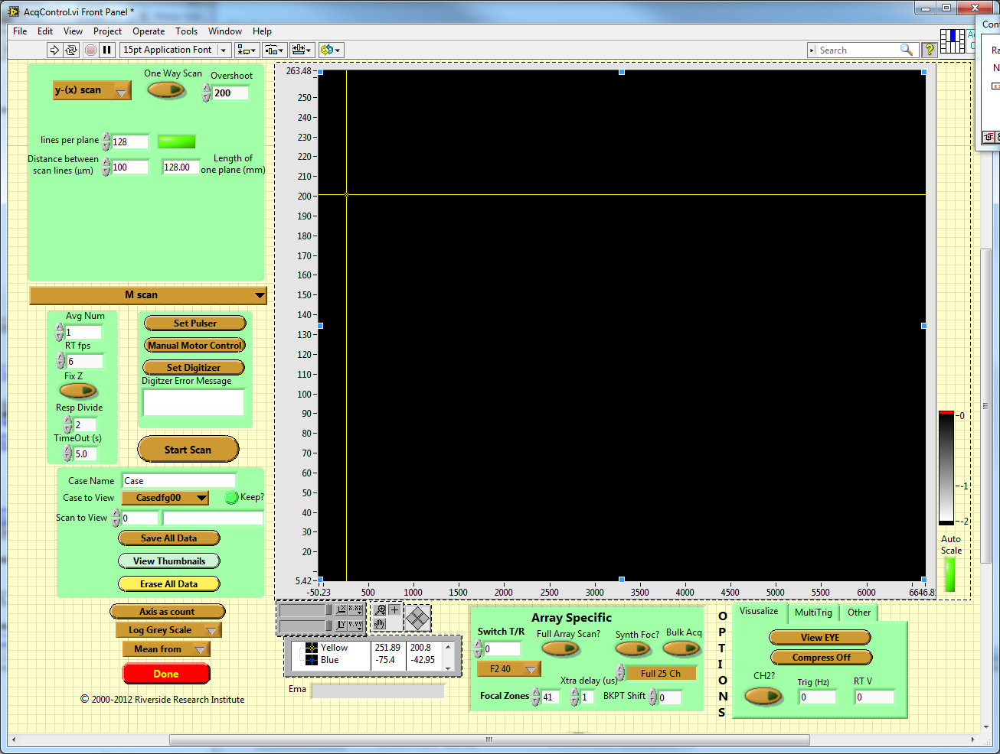 AcqControl.vi Front Panel *
File Edit View Project Operate Tools Window Help
15pt Application Font
Search
?
y-(x) scan
One Way Scan
Overshoot
200
lines per plane
128
Distance between
scan lines (µm)
100
128.00
Length of
one plane (mm)
M scan
Avg Num
1
RT fps
6
Fix Z
Resp Divide
2
TimeOut (s)
5.0
Set Pulser
Manual Motor Control
Set Digitizer
Digitzer Error Message
Start Scan
Case Name
Case
Case to View
Casedfg00
Keep?
Scan to View
0
Save All Data
View Thumbnails
Erase All Data
Axis as count
Log Grey Scale
Mean from
Done
© 2000-2012 Riverside Research Institute
263.48
250
240
230
220
210
200
190
180
170
160
150
140
130
120
110
100
90
80
70
60
50
40
30
20
5.42
-50.23 500 1000 1500 2000 2500 3000 3500 4000 4500 5000 5500 6000 6646.8
-0
-1
-2
Auto
Scale
Yellow 251.89 200.8
Blue -75.4 -42.95
Ema
Array Specific
Switch T/R
0
Full Array Scan?
Synth Foc?
Bulk Acq
F2 40
Full 25 Ch
Xtra delay (us)
Focal Zones
41
1
BKPT Shift
0
OPTIONS
Visusalize
MultiTrig
Other
View EYE
Compress Off
CH2?
Trig (Hz)
0
RT V
0